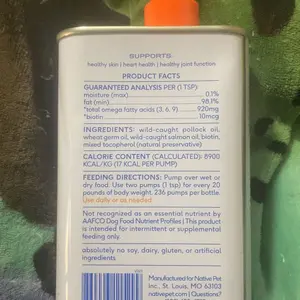 SUPPORTS
healthy skin | heart health | healthy joint function
PRODUCT FACTS
GUARANTEED ANALYSIS PER (1 TSP)
moisture (max) 0.1%
fat (min) 98.1%
*total omega fatty acids (3, 6, 9) 920mg
*biotin 10mcg
INGREDIENTS: wild-caught pollock oil,
wheat germ oil, wild-caught salmon oil, biotin,
mixed tocopherol (natural preservative)
CALORIE CONTENT (CALCULATED): 8900
KCAL/KG (17 KCAL PER PUMP)
FEEDING DIRECTIONS: Pump over wet or
dry food. Use two pumps (1 tsp) for every 20
pounds of body weight. 236 pumps per bottle.
Use daily or as needed
Not recognized as an essential nutrient by
AAFCO Dog Food Nutrient Profiles | This product
is intended for intermittent or supplemental
feeding only.
absolutely no soy, dairy, gluten, or artificial
ingredients.
Manufactured for Native Pet
Inc., St. Louis, MO 63103
nativepet.com | Questions?